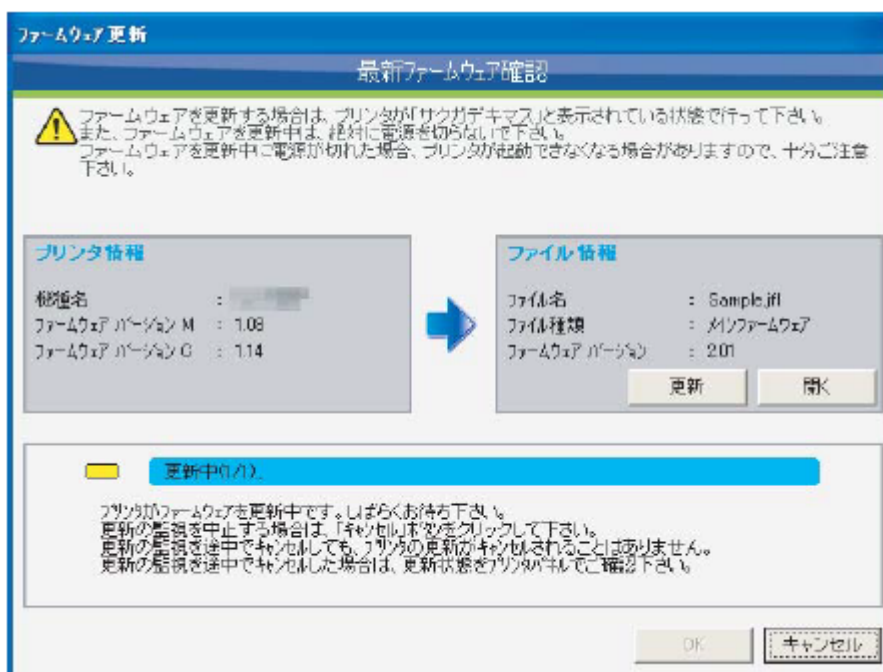 ファームウェア更新
最新ファームウェア確認
ファームウェアを更新する場合は、プリンタが「サクガデキマス」と表示されている状態で行って下さい。
また、ファームウェアを更新中は、絶対に電源を切らないで下さい。
ファームウェアを更新中に電源が切れた場合、プリンタが起動できなくなる場合がありますので、十分ご注意
下さい。
プリンタ情報
機種名 :
ファームウェア バージョン M : 1.08
ファームウェア バージョン G : 1.14
ファイル情報
ファイル名 : Sample.jfl
ファイル種類 : メインファームウェア
ファームウェア バージョン : 2.01
更新
開く
更新中(1/1)...
プリンタがファームウェアを更新中です。しばらくお待ち下さい。
更新の監視を中止する場合は、「キャンセル」ボタンをクリックして下さい。
更新の監視を途中でキャンセルしても、プリンタの更新がキャンセルされることはありません。
更新の監視を途中でキャンセルした場合は、更新状態をプリンタパネルでご確認下さい。
OK
キャンセル